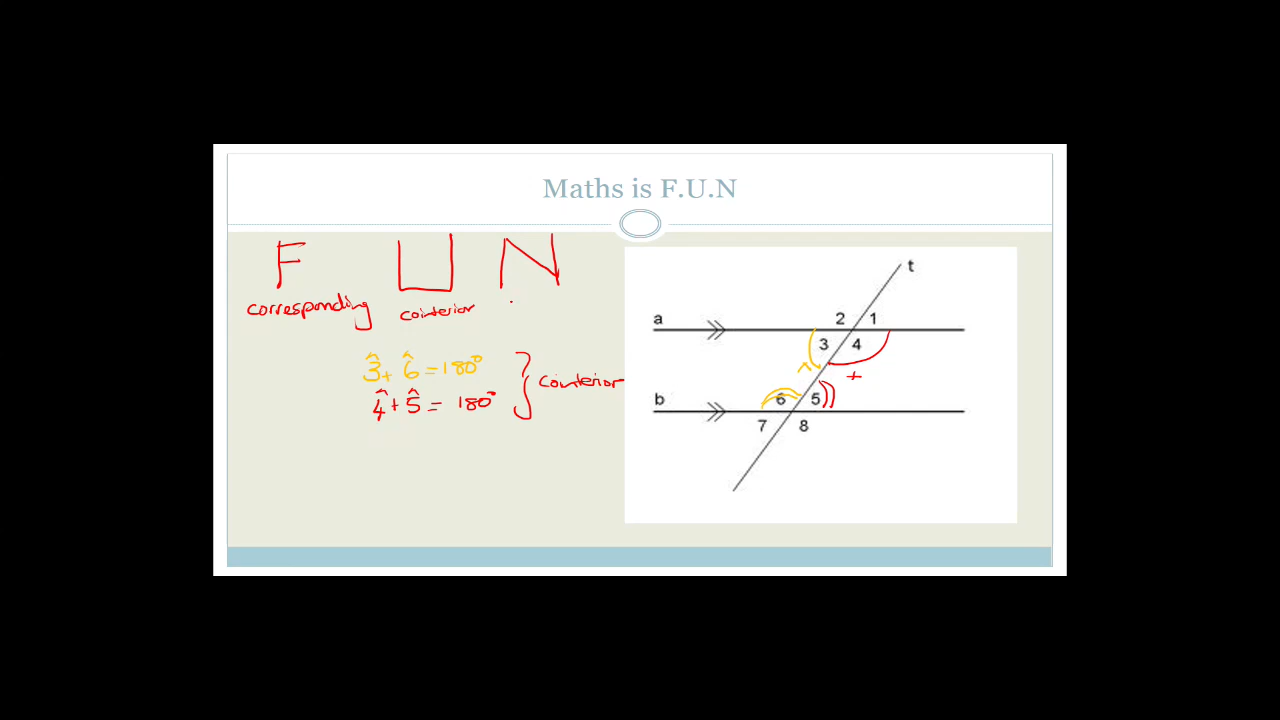 Maths is F.U.N
F U N
corresponding cointerior
3̂ + 6̂ = 180°
4̂ + 5̂ = 180°
} cointerior
t
a
2 1
3 4
+
b
6 5
7 8